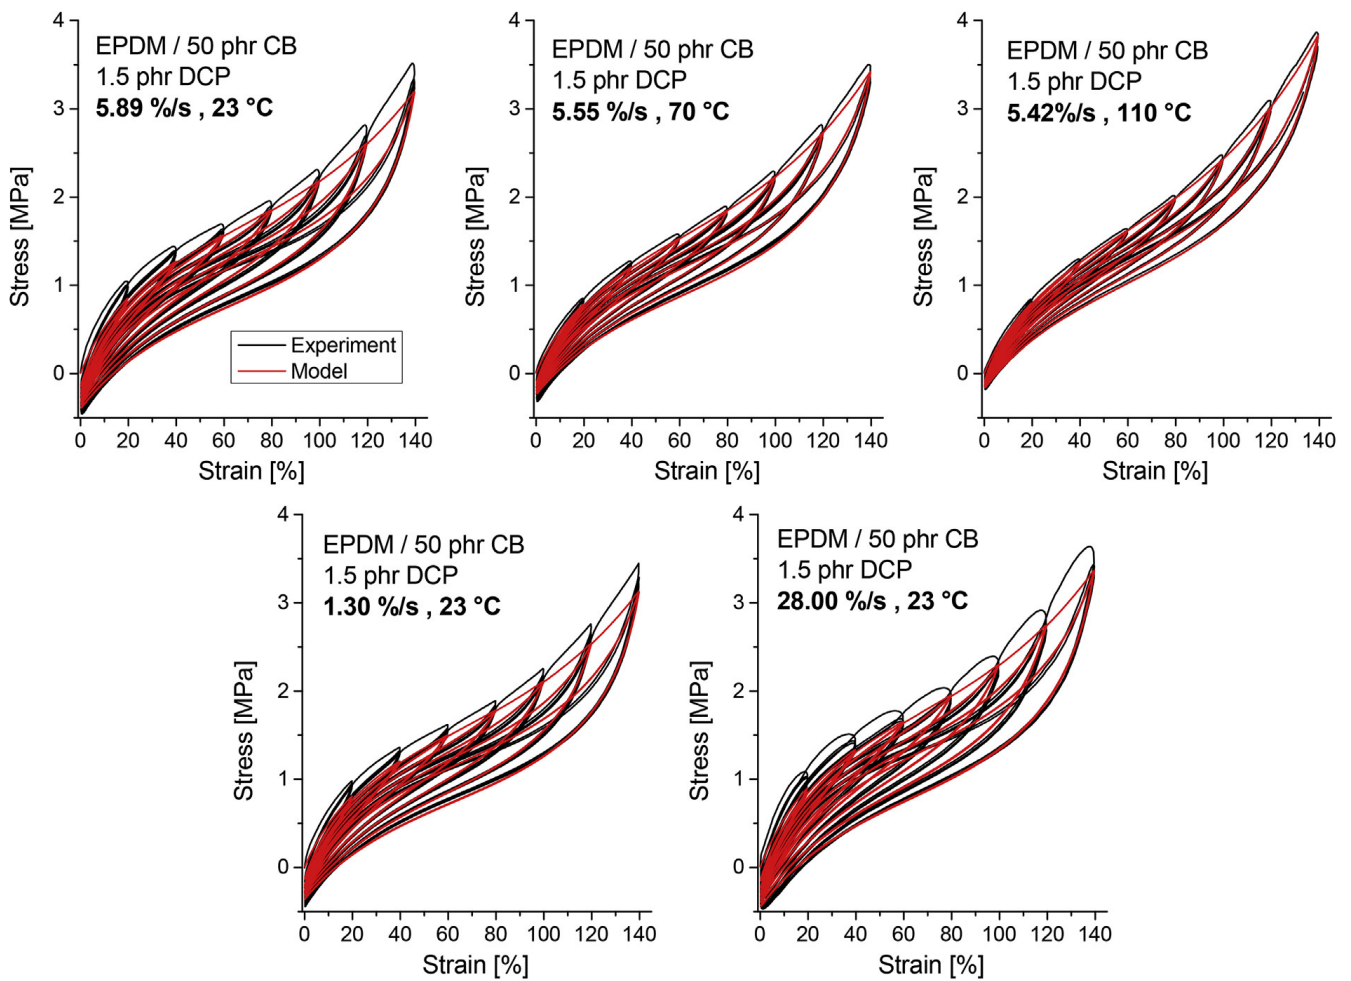 EPDM / 50 phr CB
1.5 phr DCP
5.89 %/s , 23 °C
Stress [MPa]
4
3
2
1
0
Experiment
Model
0 20 40 60 80 100 120 140
Strain [%]
EPDM / 50 phr CB
1.5 phr DCP
5.55 %/s , 70 °C
Stress [MPa]
4
3
2
1
0
0 20 40 60 80 100 120 140
Strain [%]
EPDM / 50 phr CB
1.5 phr DCP
5.42%/s , 110 °C
Stress [MPa]
4
3
2
1
0
0 20 40 60 80 100 120 140
Strain [%]
EPDM / 50 phr CB
1.5 phr DCP
1.30 %/s , 23 °C
Stress [MPa]
4
3
2
1
0
0 20 40 60 80 100 120 140
Strain [%]
EPDM / 50 phr CB
1.5 phr DCP
28.00 %/s , 23 °C
Stress [MPa]
4
3
2
1
0
0 20 40 60 80 100 120 140
Strain [%]